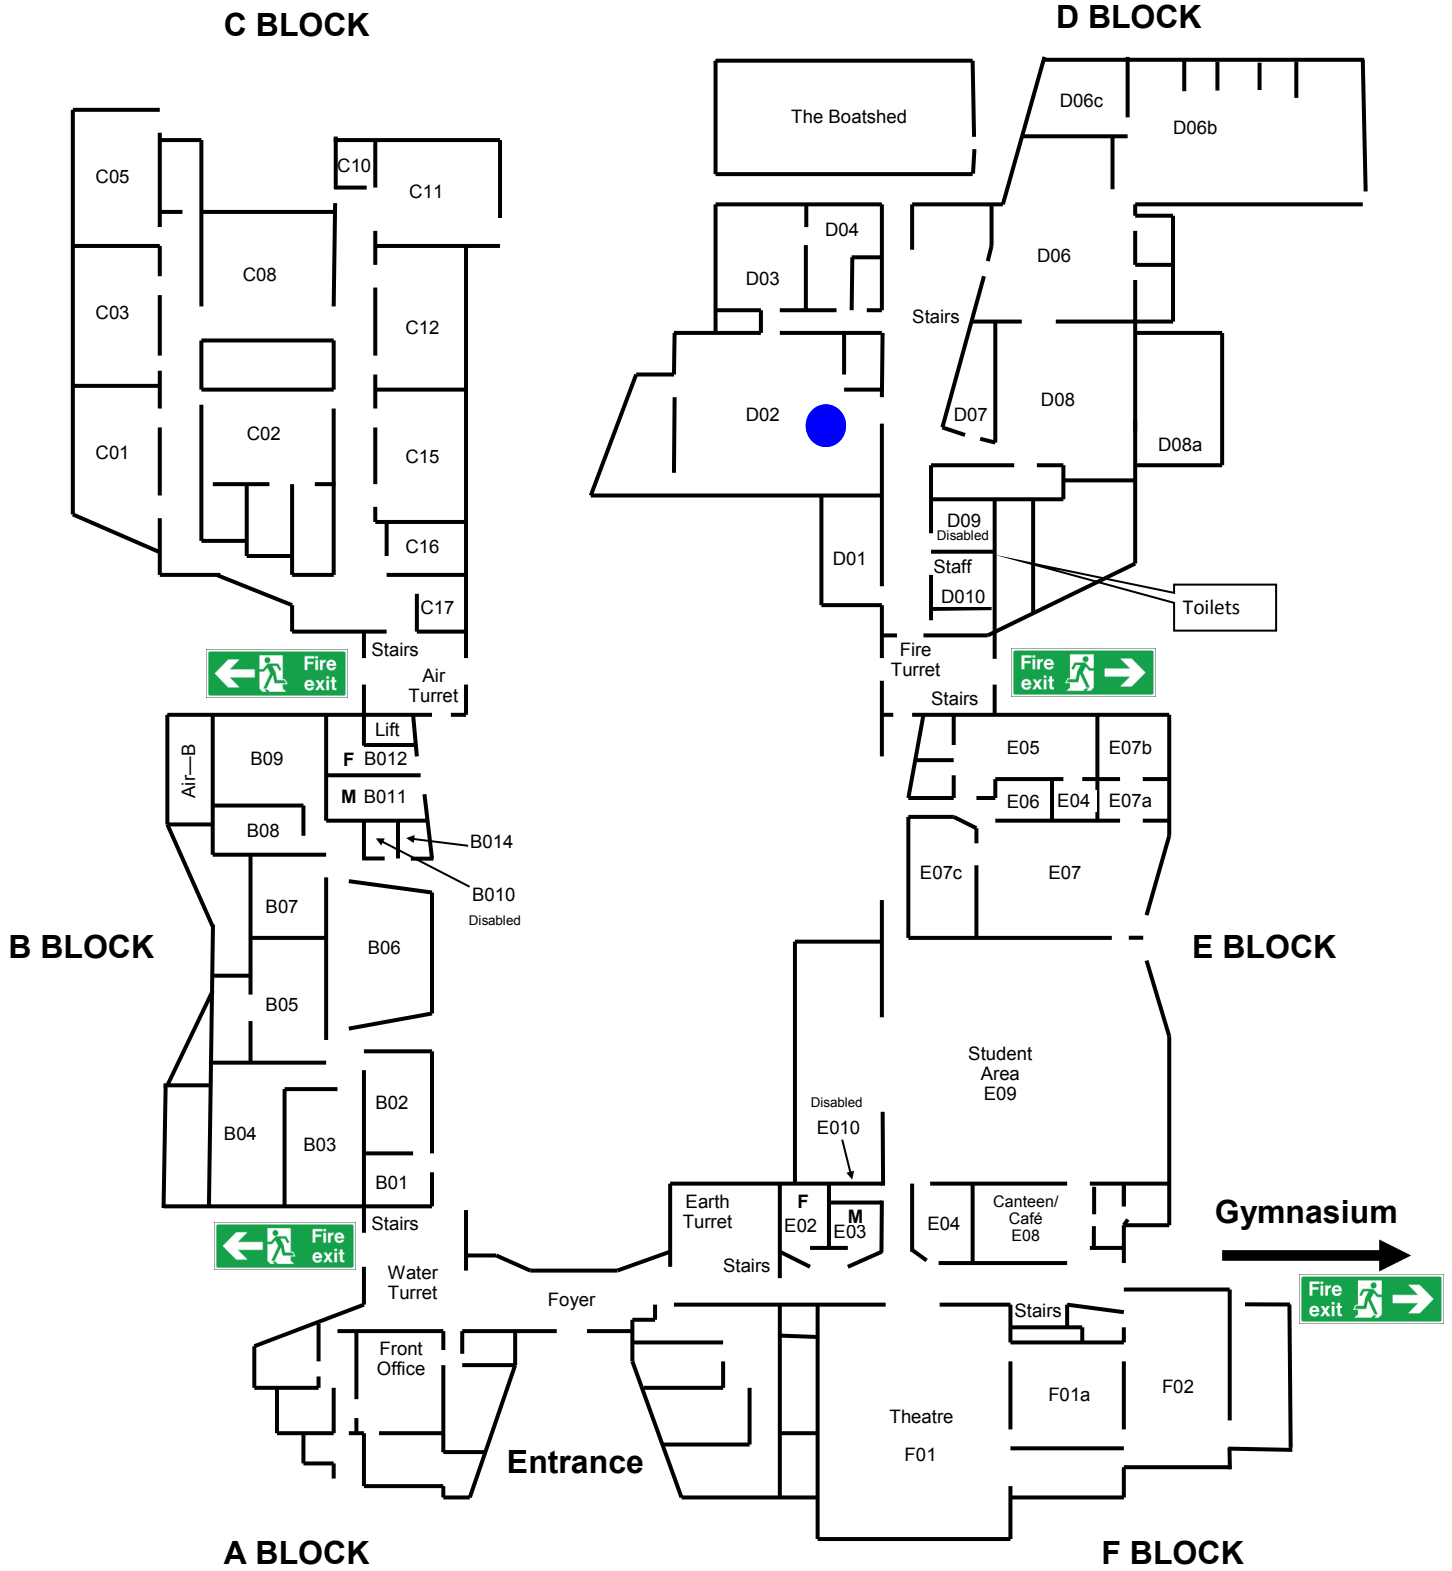 C BLOCK
D BLOCK
The Boatshed
D06c
D06b
C05
C10
C11
D04
D03
D06
C08
C03
C12
Stairs
D02
D07
D08
D08a
C01
C02
C15
C16
C17
D01
D09
Disabled
Staff
D010
Toilets
Stairs
Air
Turret
Fire
exit
Fire
Turret
Stairs
Fire
exit
Lift
Air—B
B09
F B012
M B011
B08
B014
B010
Disabled
B07
B06
B05
B BLOCK
E05
E07b
E06
E04
E07a
E07c
E07
E BLOCK
Student
Area
E09
Disabled
E010
B02
B04
B03
B01
Stairs
Fire
exit
Water
Turret
Earth
Turret
Stairs
F
E02
M
E03
E04
Canteen/
Café
E08
Gymnasium
Fire
exit
Foyer
Front
Office
Stairs
F01a
F02
Theatre
F01
Entrance
A BLOCK
F BLOCK